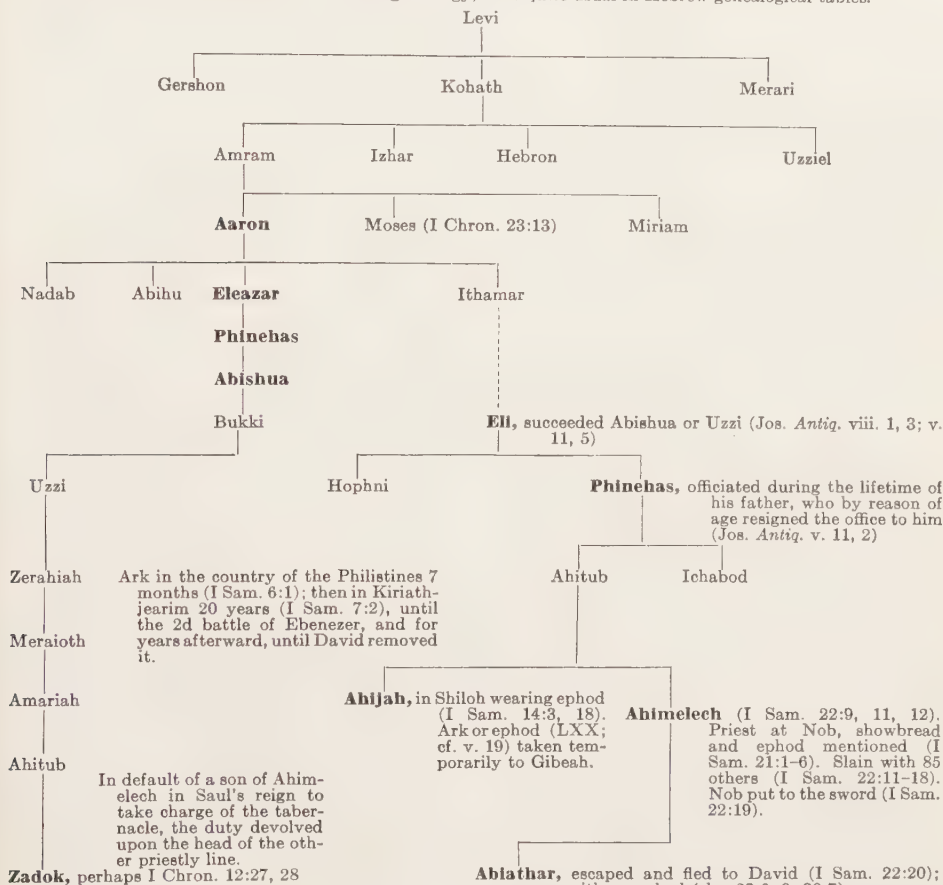 genealogical tables.
Levi
Gershon Kohath Merari
Amram Izhar Hebron Uzziel
Aaron Moses (I Chron. 23:13) Miriam
Nadab Abihu Eleazar Ithamar
Phinehas
Abishua
Bukki
Eli, succeeded Abishua or Uzzi (Jos. Antiq. viii. 1, 3; v.
11, 5)
Uzzi Hophni
Phinehas, officiated during the lifetime of
his father, who by reason of
age resigned the office to him
(Jos. Antiq. v. 11, 2)
Zerahiah
Ark in the country of the Philistines 7
months (I Sam. 6:1); then in Kiriath-
jearim 20 years (I Sam. 7:2), until
the 2d battle of Ebenezer, and for
years afterward, until David removed
it.
Ahitub Ichabod
Meraioth
Amariah
Ahijah, in Shiloh wearing ephod
(I Sam. 14:3, 18).
Ark or ephod (LXX;
cf. v. 19) taken tem-
porarily to Gibeah.
Ahimelech (I Sam. 22:9, 11, 12).
Priest at Nob, showbread
and ephod mentioned (I
Sam. 21:1-6). Slain with 85
others (I Sam. 22:11-18).
Nob put to the sword (I Sam.
22:19).
Ahitub
In default of a son of Ahim-
elech in Saul's reign to
take charge of the taber-
nacle, the duty devolved
upon the head of the oth-
er priestly line.
Zadok, perhaps I Chron. 12:27, 28
Abiathar, escaped and fled to David (I Sam. 22:20);